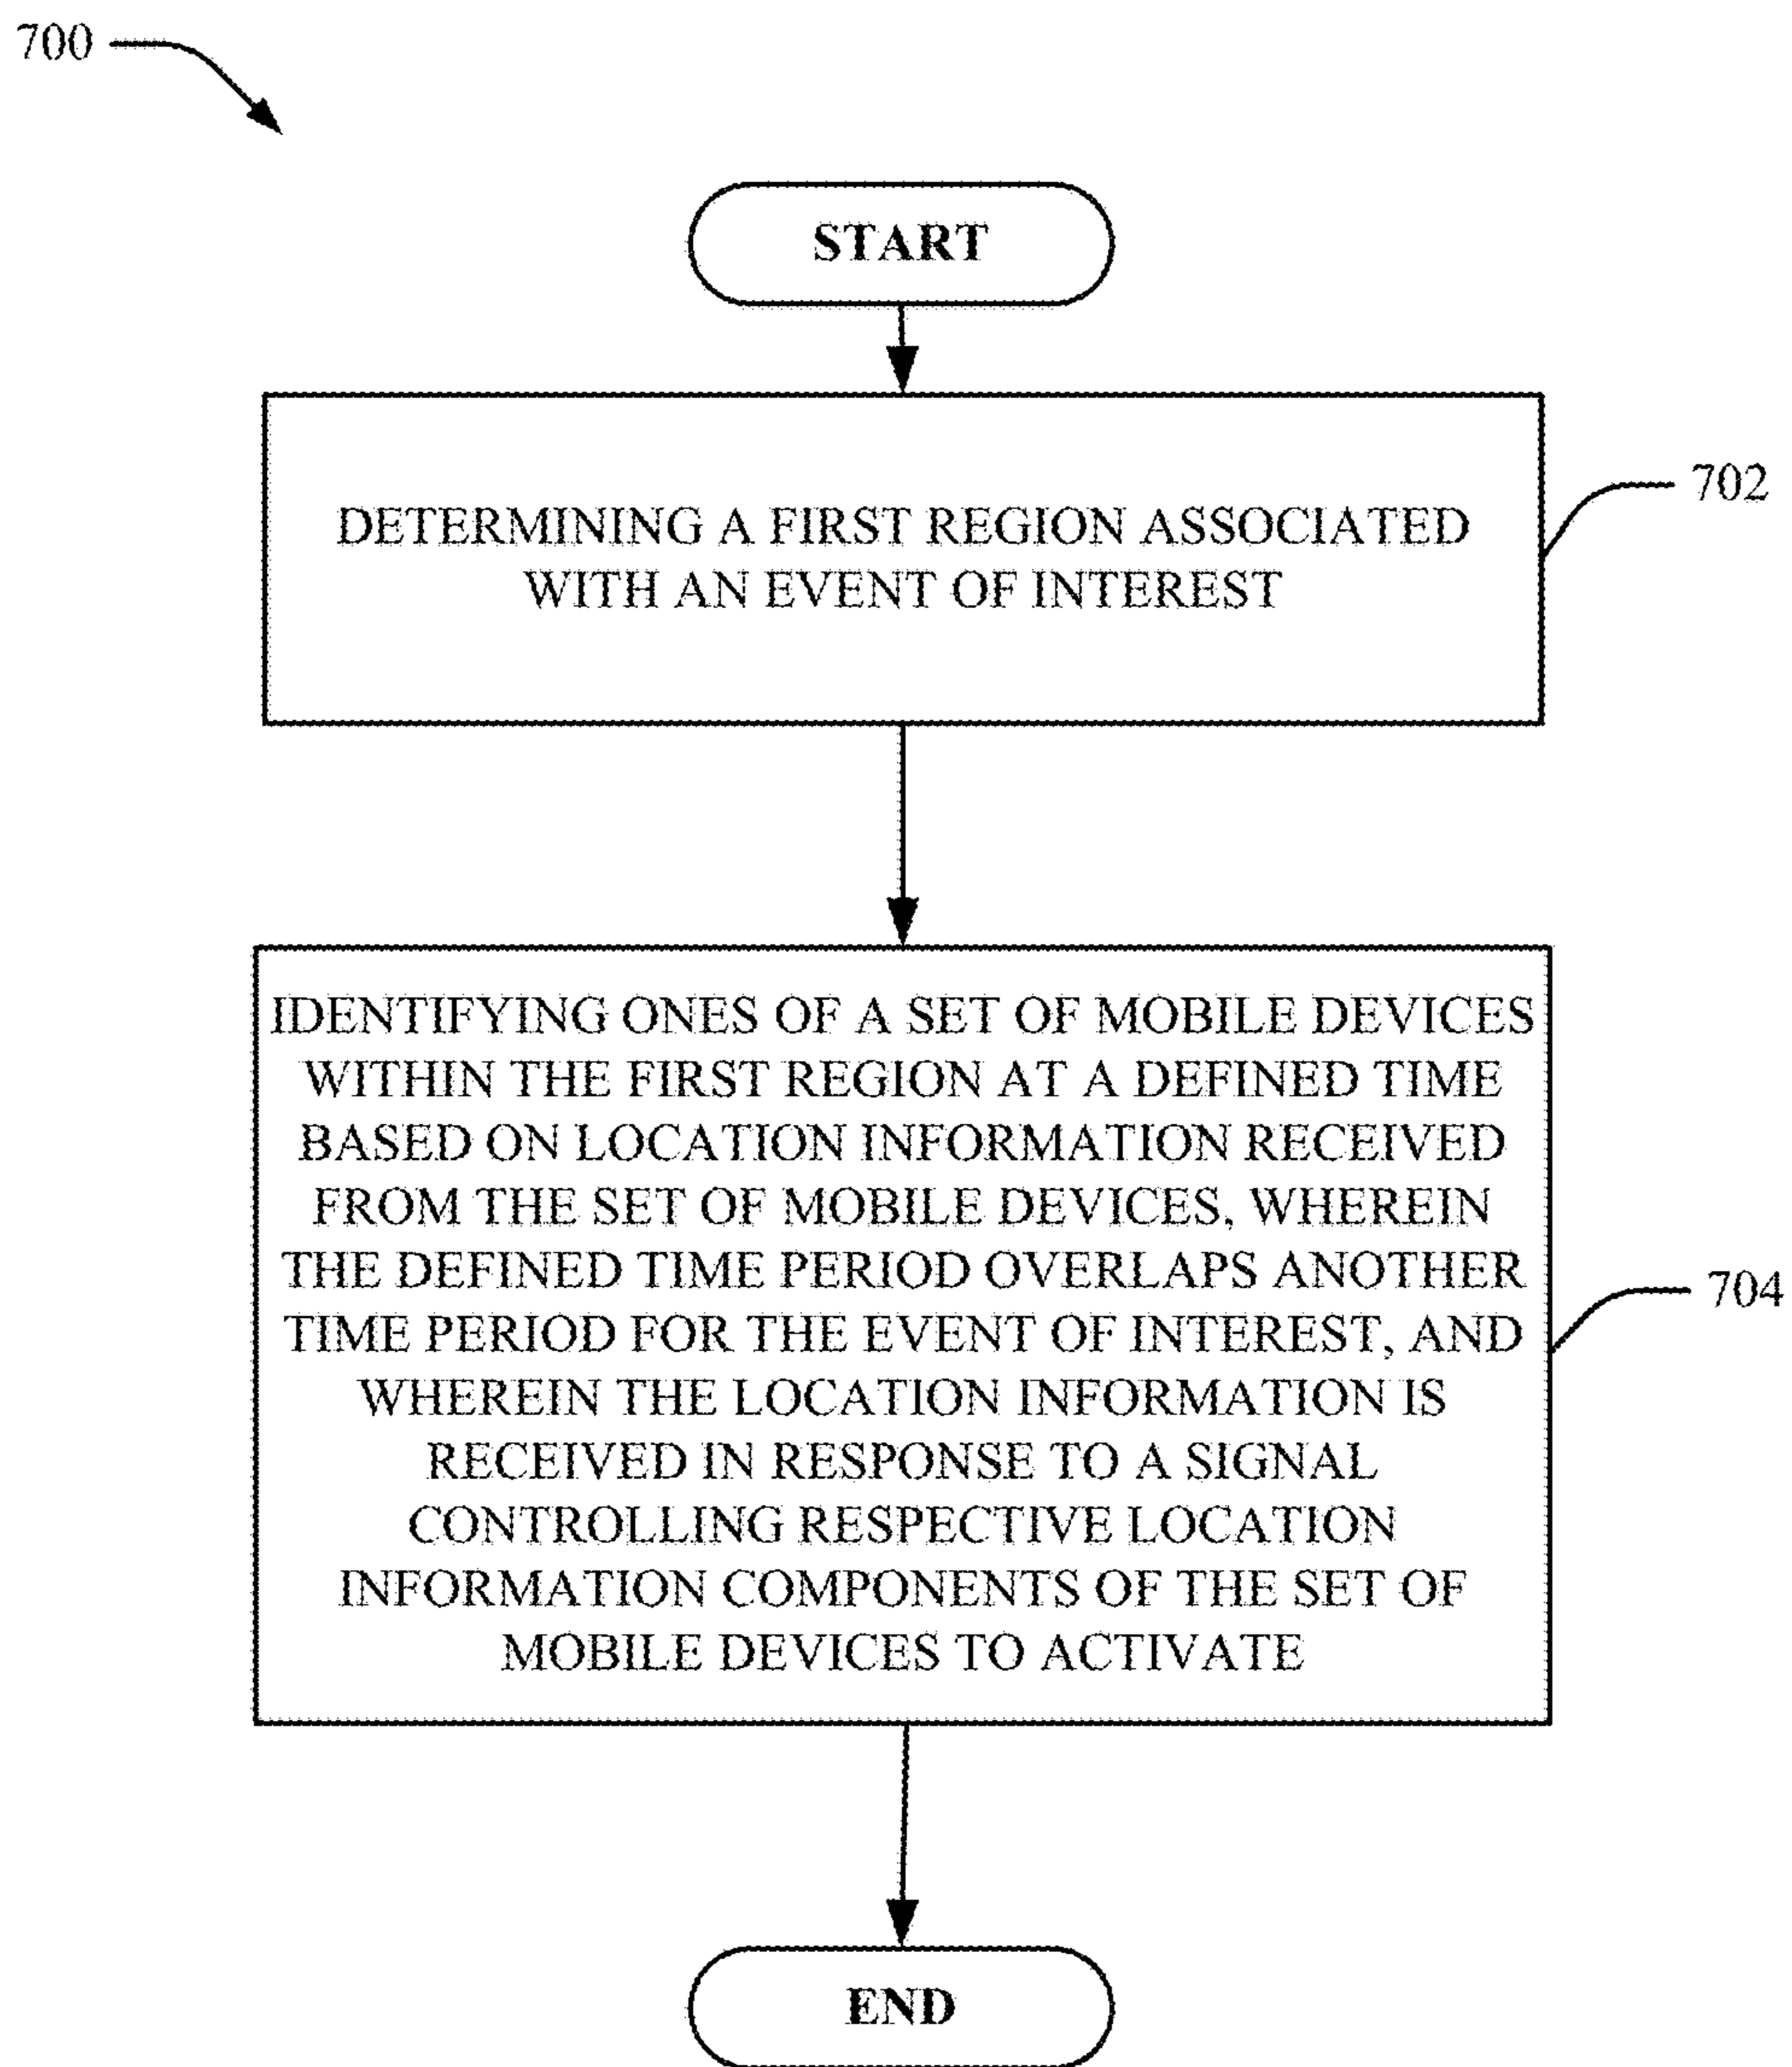 700
START
DETERMINING A FIRST REGION ASSOCIATED
WITH AN EVENT OF INTEREST
702
IDENTIFYING ONES OF A SET OF MOBILE DEVICES
WITHIN THE FIRST REGION AT A DEFINED TIME
BASED ON LOCATION INFORMATION RECEIVED
FROM THE SET OF MOBILE DEVICES, WHEREIN
THE DEFINED TIME PERIOD OVERLAPS ANOTHER
TIME PERIOD FOR THE EVENT OF INTEREST, AND
WHEREIN THE LOCATION INFORMATION IS
RECEIVED IN RESPONSE TO A SIGNAL
CONTROLLING RESPECTIVE LOCATION
INFORMATION COMPONENTS OF THE SET OF
MOBILE DEVICES TO ACTIVATE
704
END